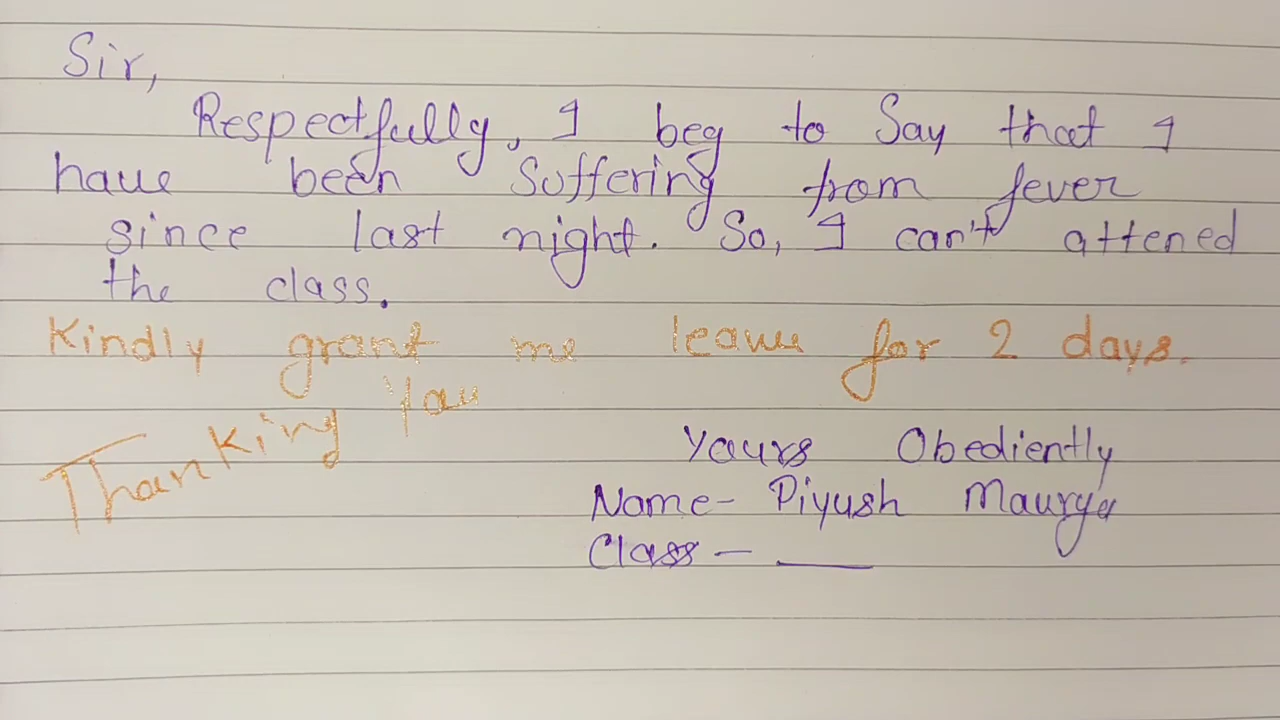 Sir,
Respectfully, I beg to Say that I
have been Suffering from fever
since last night. So, I can't attened
the class.
Kindly grant me leave for 2 days.
Thanking You
Yours Obediently
Name- Piyush Maurya
Class - ___